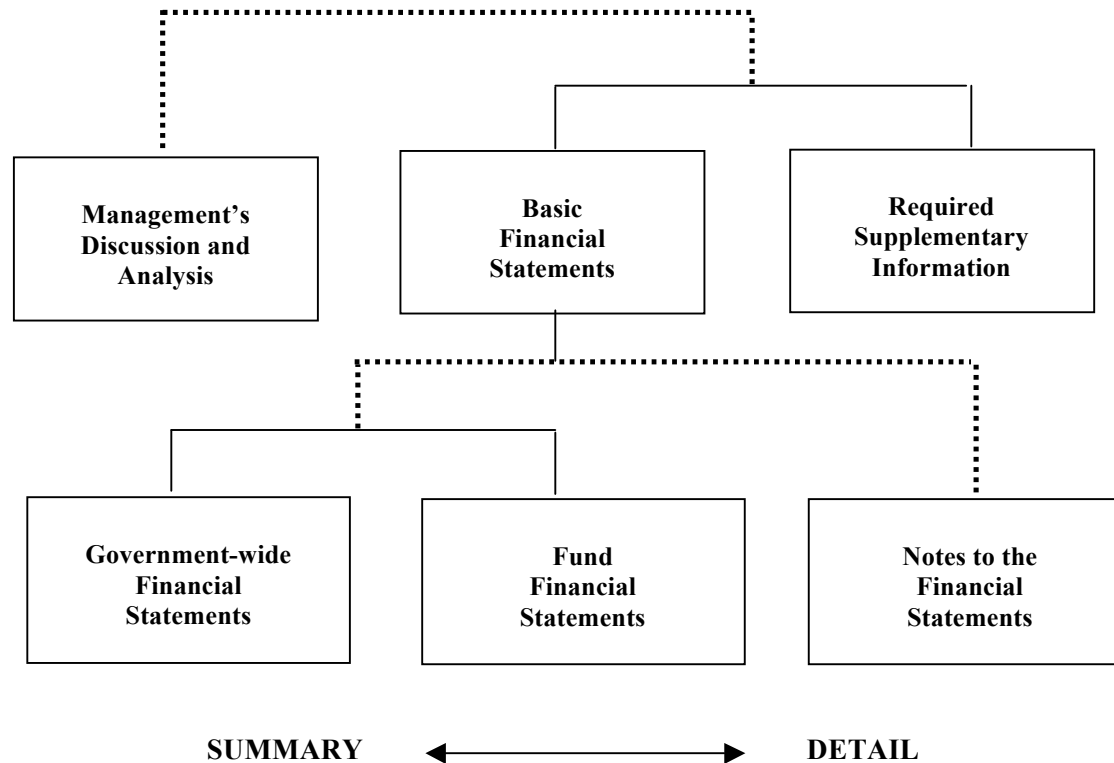 Management’s
Discussion and
Analysis
Basic
Financial
Statements
Required
Supplementary
Information
Government-wide
Financial
Statements
Fund
Financial
Statements
Notes to the
Financial
Statements
SUMMARY
DETAIL